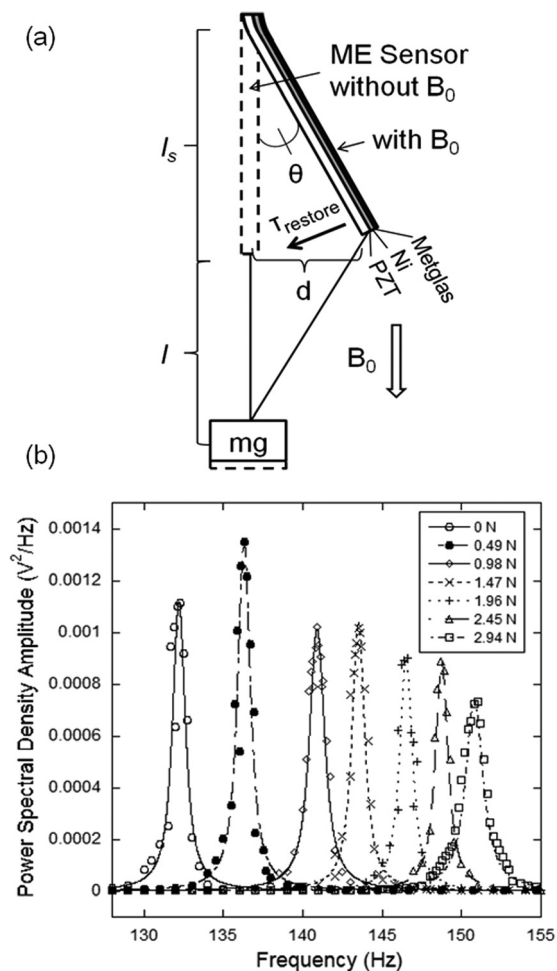 (a)
ME Sensor
without B₀
with B₀
lₛ
θ
τrestore
d
Metglas
Ni
PZT
B₀
l
mg
(b)
0.0014
0.0012
0.001
0.0008
0.0006
0.0004
0.0002
0
Power Spectral Density Amplitude (V²/Hz)
0 N
0.49 N
0.98 N
1.47 N
1.96 N
2.45 N
2.94 N
130 135 140 145 150 155
Frequency (Hz)